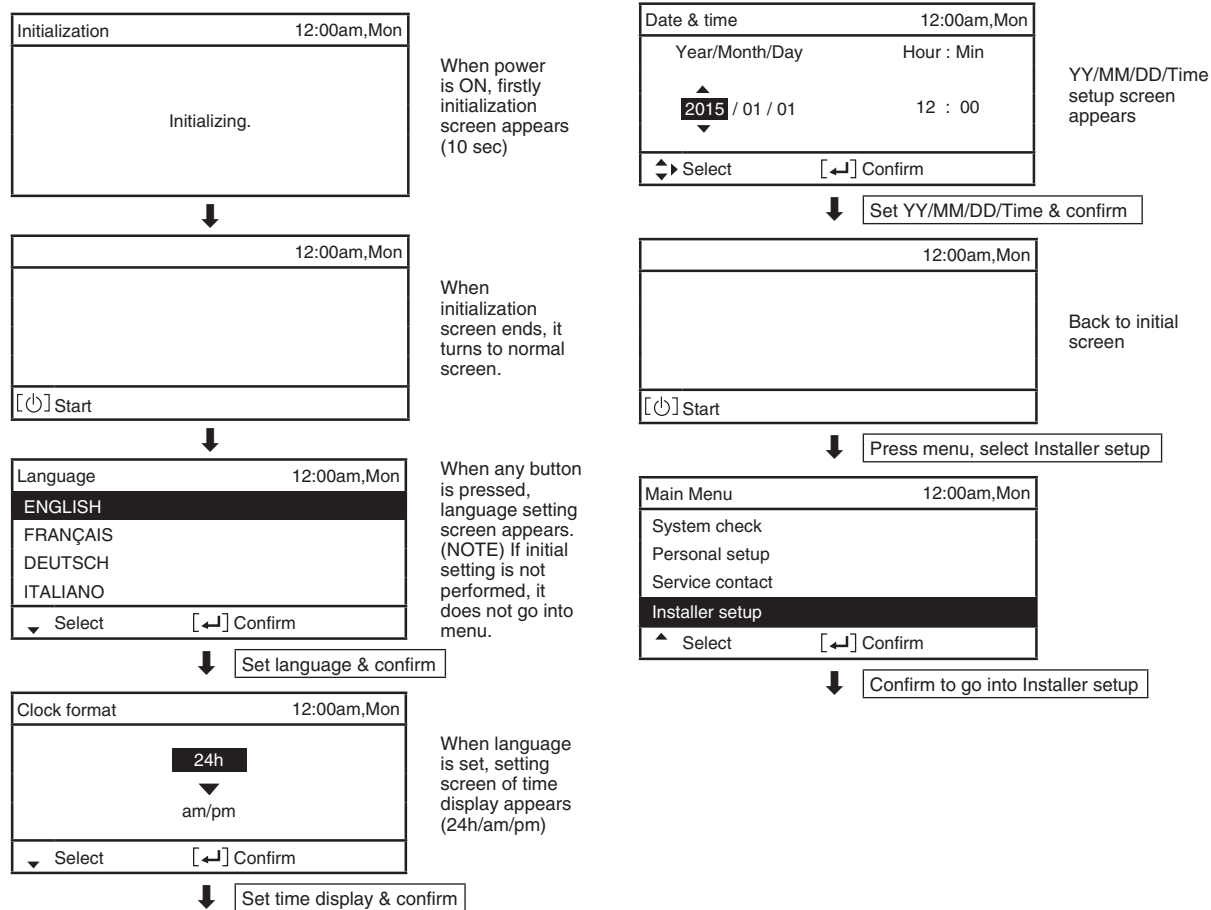 Initialization 12:00am,Mon
Initializing.
When power
is ON, firstly
initialization
screen appears
(10 sec)
12:00am,Mon
[⏻] Start
When
initialization
screen ends, it
turns to normal
screen.
Language 12:00am,Mon
ENGLISH
FRANÇAIS
DEUTSCH
ITALIANO
Select [↵] Confirm
When any button
is pressed,
language setting
screen appears.
(NOTE) If initial
setting is not
performed, it
does not go into
menu.
Set language & confirm
Clock format 12:00am,Mon
24h
am/pm
Select [↵] Confirm
When language
is set, setting
screen of time
display appears
(24h/am/pm)
Set time display & confirm
Date & time 12:00am,Mon
Year/Month/Day Hour : Min
2015 / 01 / 01 12 : 00
Select [↵] Confirm
YY/MM/DD/Time
setup screen
appears
Set YY/MM/DD/Time & confirm
12:00am,Mon
[⏻] Start
Back to initial
screen
Press menu, select Installer setup
Main Menu 12:00am,Mon
System check
Personal setup
Service contact
Installer setup
Select [↵] Confirm
Confirm to go into Installer setup